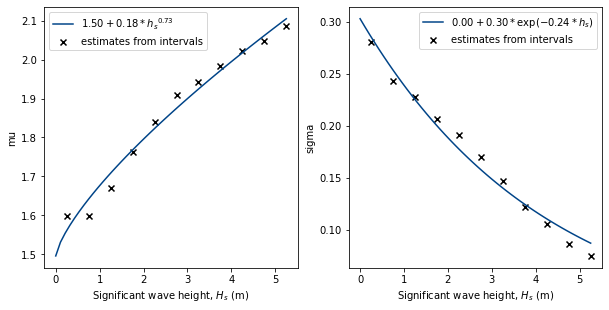 1.50 + 0.18 * h_s^0.73
estimates from intervals
2.1
2.0
1.9
1.8
1.7
1.6
1.5
mu
0 1 2 3 4 5
Significant wave height, H_s (m)
0.00 + 0.30 * exp(−0.24 * h_s)
estimates from intervals
0.30
0.25
0.20
0.15
0.10
sigma
0 1 2 3 4 5
Significant wave height, H_s (m)